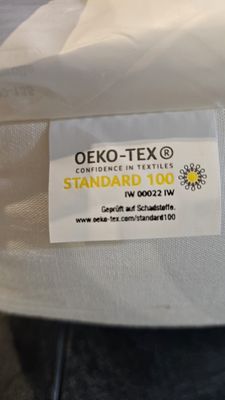 OEKO-TEX®
CONFIDENCE IN TEXTILES
STANDARD 100
IW 00022 IW
Geprüft auf Schadstoffe.
www.oeko-tex.com/standard100